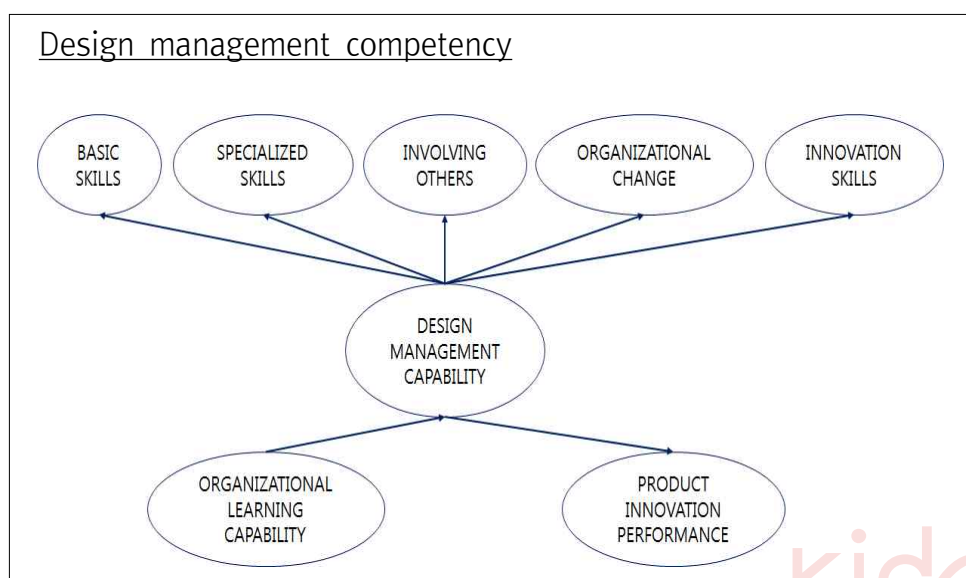 Design management competency
BASIC
SKILLS
SPECIALIZED
SKILLS
INVOLVING
OTHERS
ORGANIZATIONAL
CHANGE
INNOVATION
SKILLS
DESIGN
MANAGEMENT
CAPABILITY
ORGANIZATIONAL
LEARNING
CAPABILITY
PRODUCT
INNOVATION
PERFORMANCE